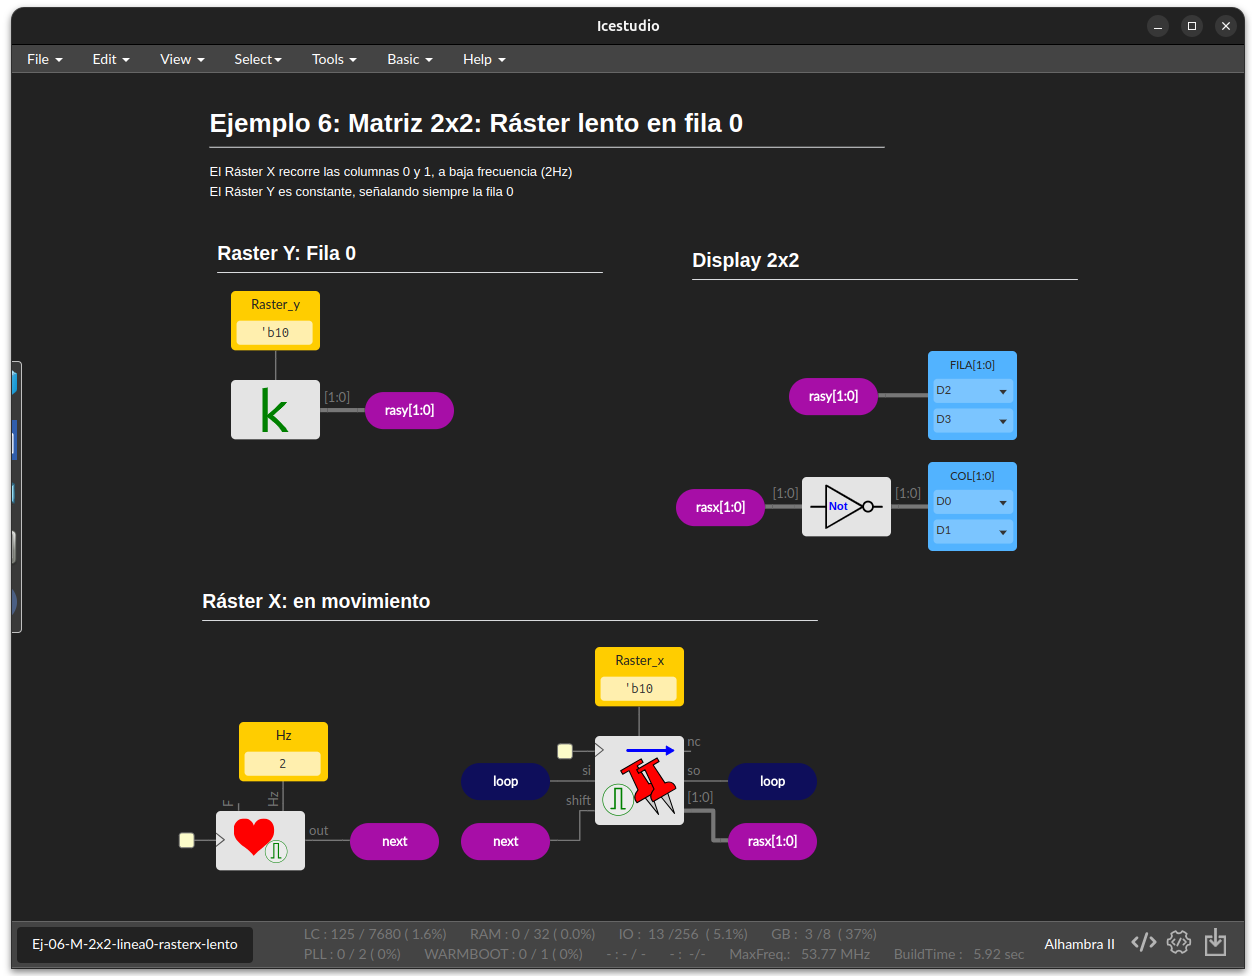 Icestudio
File Edit View Select Tools Basic Help
Ejemplo 6: Matriz 2x2: Ráster lento en fila 0
El Ráster X recorre las columnas 0 y 1, a baja frecuencia (2Hz)
El Ráster Y es constante, señalando siempre la fila 0
Raster Y: Fila 0
Display 2x2
Raster_y
'b10
k
[1:0]
rasy[1:0]
rasy[1:0]
FILA[1:0]
D2
D3
rasx[1:0]
[1:0]
Not
[1:0]
COL[1:0]
D0
D1
Ráster X: en movimiento
Raster_x
'b10
Hz
2
F
Hz
out
next
loop
next
si
shift
nc
so
[1:0]
loop
rasx[1:0]
Ej-06-M-2x2-linea0-rasterx-lento
LC : 125 / 7680 ( 1.6%) RAM : 0 / 32 ( 0.0%) IO : 13 /256 ( 5.1%) GB : 3 /8 ( 37%)
PLL : 0 / 2 ( 0%) WARMBOOT : 0 / 1 ( 0%) - : - / - - : -/- MaxFreq.: 53.77 MHz BuildTime : 5.92 sec
Alhambra II